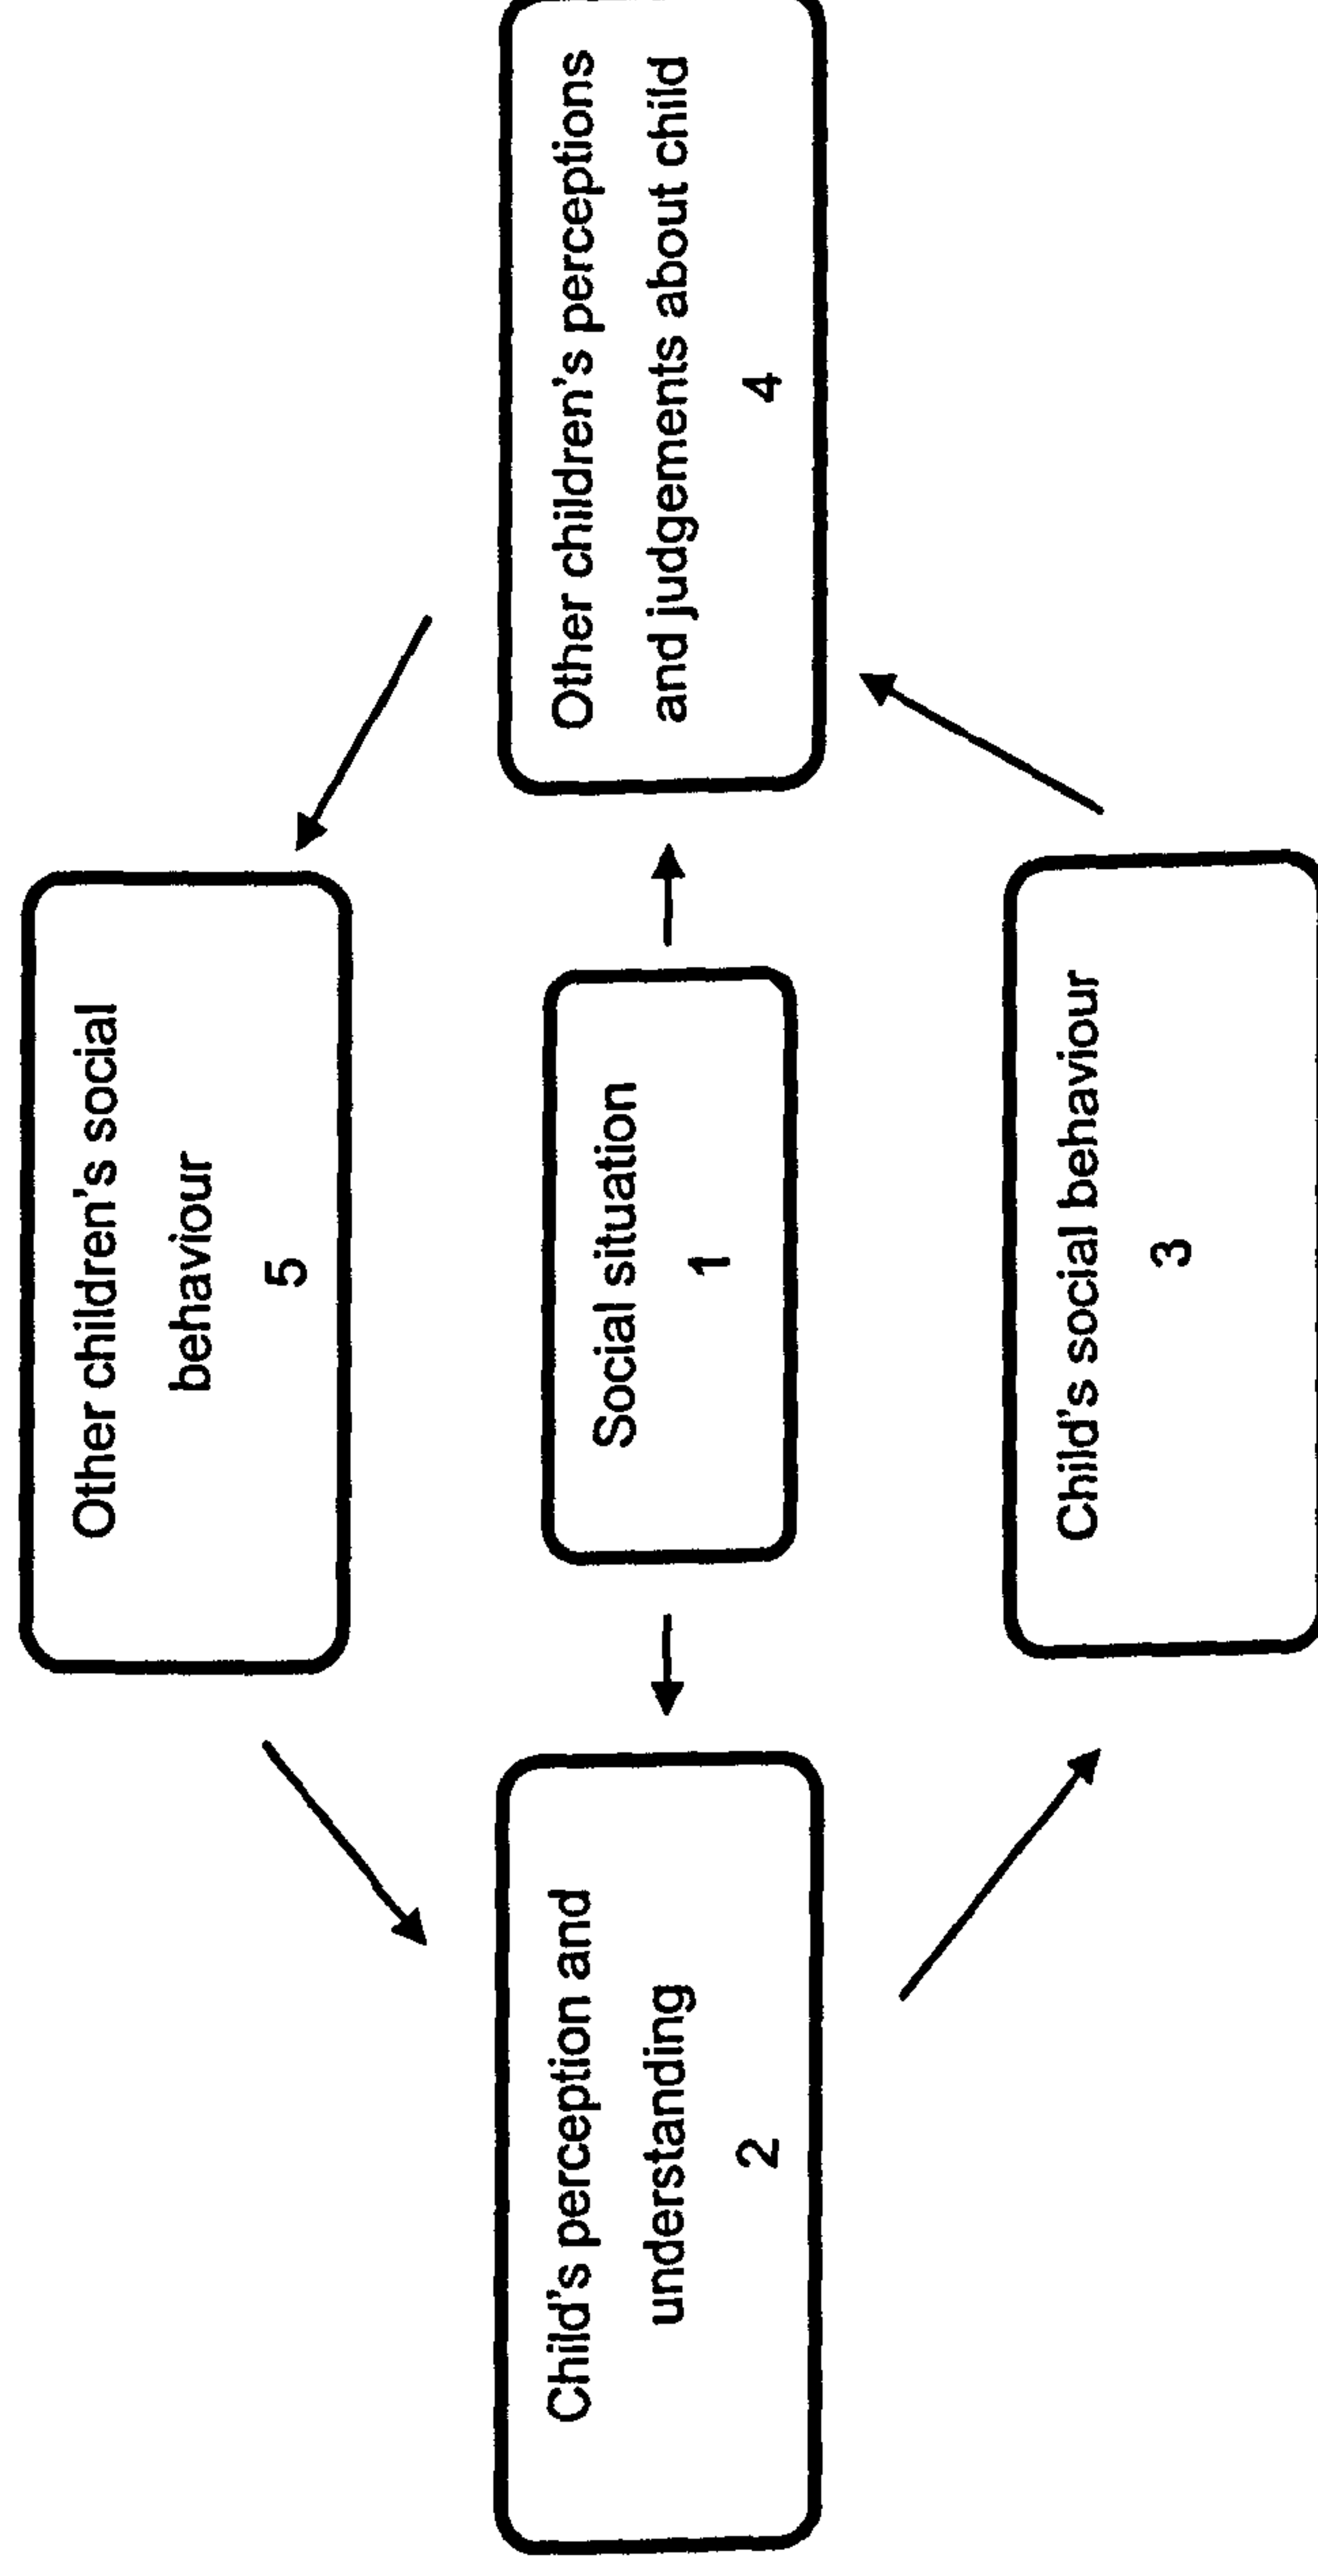 Other children's social
behaviour
5
Child's perception and
understanding
2
Social situation
1
Other children's perceptions
and judgements about child
4
Child's social behaviour
3